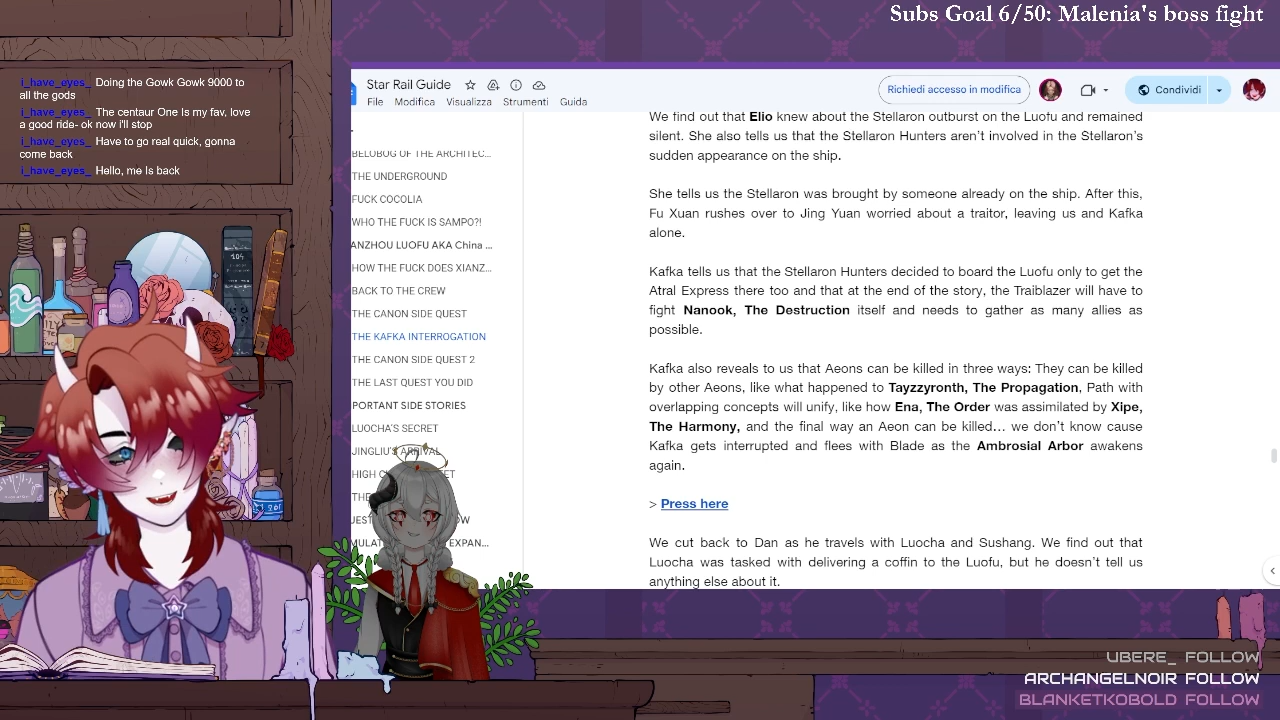 Subs Goal 6/50: Malenia's boss fight
i_have_eyes_ Doing the Gowk Gowk 9000 to
all the gods
i_have_eyes_ The centaur One Is my fav, love
a good ride- ok now i'll stop
i_have_eyes_ Have to go real quick, gonna
come back
i_have_eyes_ Hello, me Is back
Star Rail Guide
File Modifica Visualizza Strumenti Guida
Richiedi accesso in modifica
Condividi
BELOBOG OF THE ARCHITEC...
THE UNDERGROUND
FUCK COCOLIA
WHO THE FUCK IS SAMPO?!
ANZHOU LUOFU AKA China ...
HOW THE FUCK DOES XIANZ...
BACK TO THE CREW
THE CANON SIDE QUEST
THE KAFKA INTERROGATION
THE CANON SIDE QUEST 2
THE LAST QUEST YOU DID
PORTANT SIDE STORIES
LUOCHA'S SECRET
JINGLIU'S ARRIVAL
HIGH
THE
EXPAN...
We find out that Elio knew about the Stellaron outburst on the Luofu and remained
silent. She also tells us that the Stellaron Hunters aren't involved in the Stellaron's
sudden appearance on the ship.
She tells us the Stellaron was brought by someone already on the ship. After this,
Fu Xuan rushes over to Jing Yuan worried about a traitor, leaving us and Kafka
alone.
Kafka tells us that the Stellaron Hunters decided to board the Luofu only to get the
Atral Express there too and that at the end of the story, the Traiblazer will have to
fight Nanook, The Destruction itself and needs to gather as many allies as
possible.
Kafka also reveals to us that Aeons can be killed in three ways: They can be killed
by other Aeons, like what happened to Tayzzyronth, The Propagation, Path with
overlapping concepts will unify, like how Ena, The Order was assimilated by Xipe,
The Harmony, and the final way an Aeon can be killed... we don't know cause
Kafka gets interrupted and flees with Blade as the Ambrosial Arbor awakens
again.
> Press here
We cut back to Dan as he travels with Luocha and Sushang. We find out that
Luocha was tasked with delivering a coffin to the Luofu, but he doesn't tell us
anything else about it.
UBERE_ FOLLOW
ARCHANGELNOIR FOLLOW
BLANKETKOBOLD FOLLOW